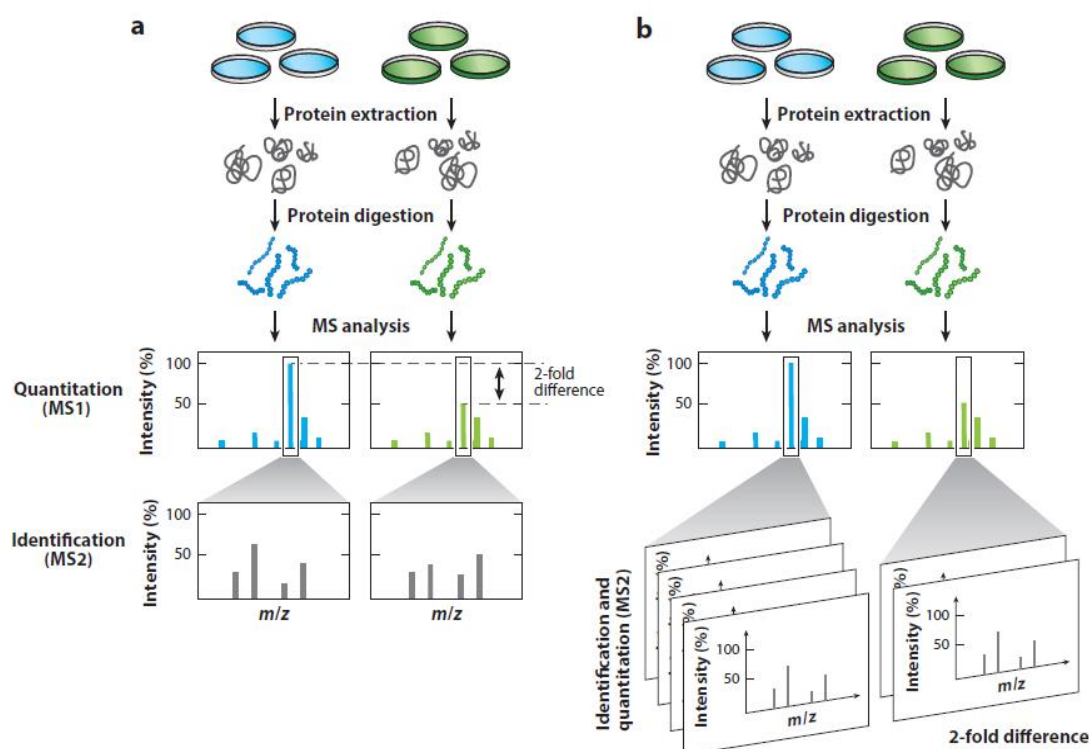 a
Protein extraction
Protein digestion
MS analysis
Quantitation
(MS1)
Intensity (%)
100
50
2-fold
difference
Identification
(MS2)
Intensity (%)
100
50
m/z
m/z
b
Protein extraction
Protein digestion
MS analysis
Intensity (%)
100
50
Identification and
quantitation (MS2)
Intensity (%)
100
50
m/z
Intensity (%)
100
50
m/z
2-fold difference